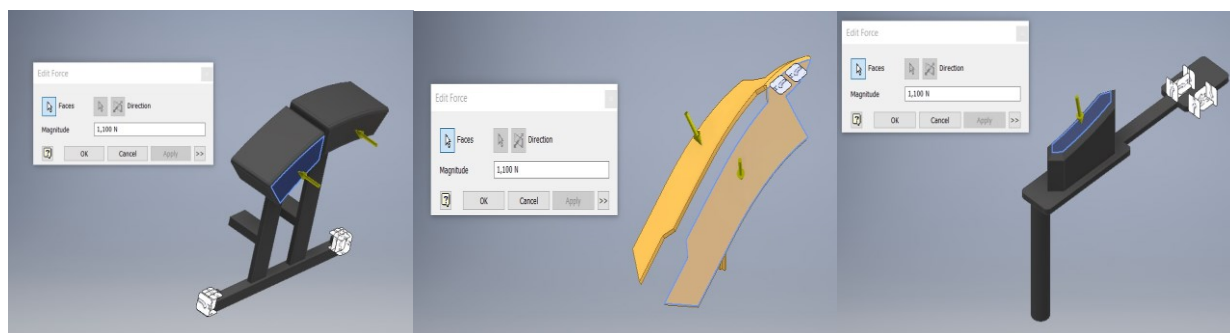 Edit Force
Faces
Direction
Magnitude
1,100 N
OK
Cancel
Apply
>>
Edit Force
Faces
Direction
Magnitude
1,100 N
OK
Cancel
Apply
>>
Edit Force
Faces
Direction
Magnitude
1,100 N
OK
Cancel
Apply
>>